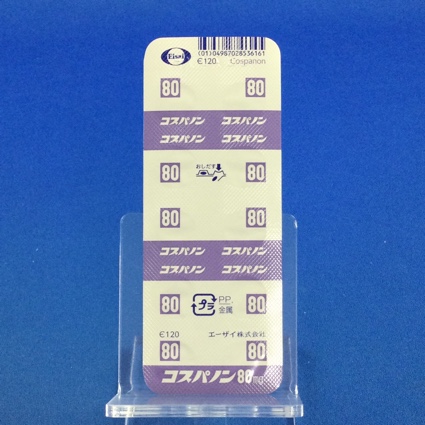 Eisai
(01)04987028536161
€120 Cospanon
80 80
コスパノン コスパノン
コスパノン コスパノン
80 おしだす 80
80 80
コスパノン コスパノン
コスパノン コスパノン
80 プラ PP 80
金属
€120 エーザイ株式会社
80 80
コスパノン80mg